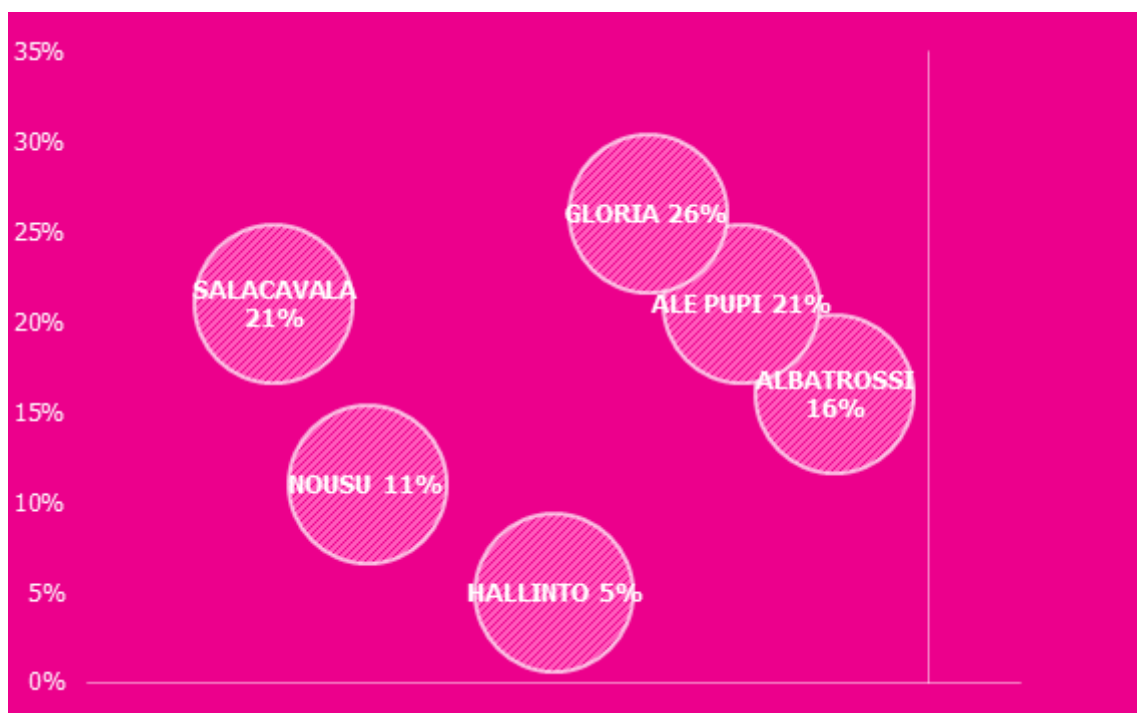 35%
30%
25%
20%
15%
10%
5%
0%
SALACAVALA
21%
NOUSU 11%
HALLINTO 5%
GLORIA 26%
ALE PUPI 21%
ALBATROSSI
16%